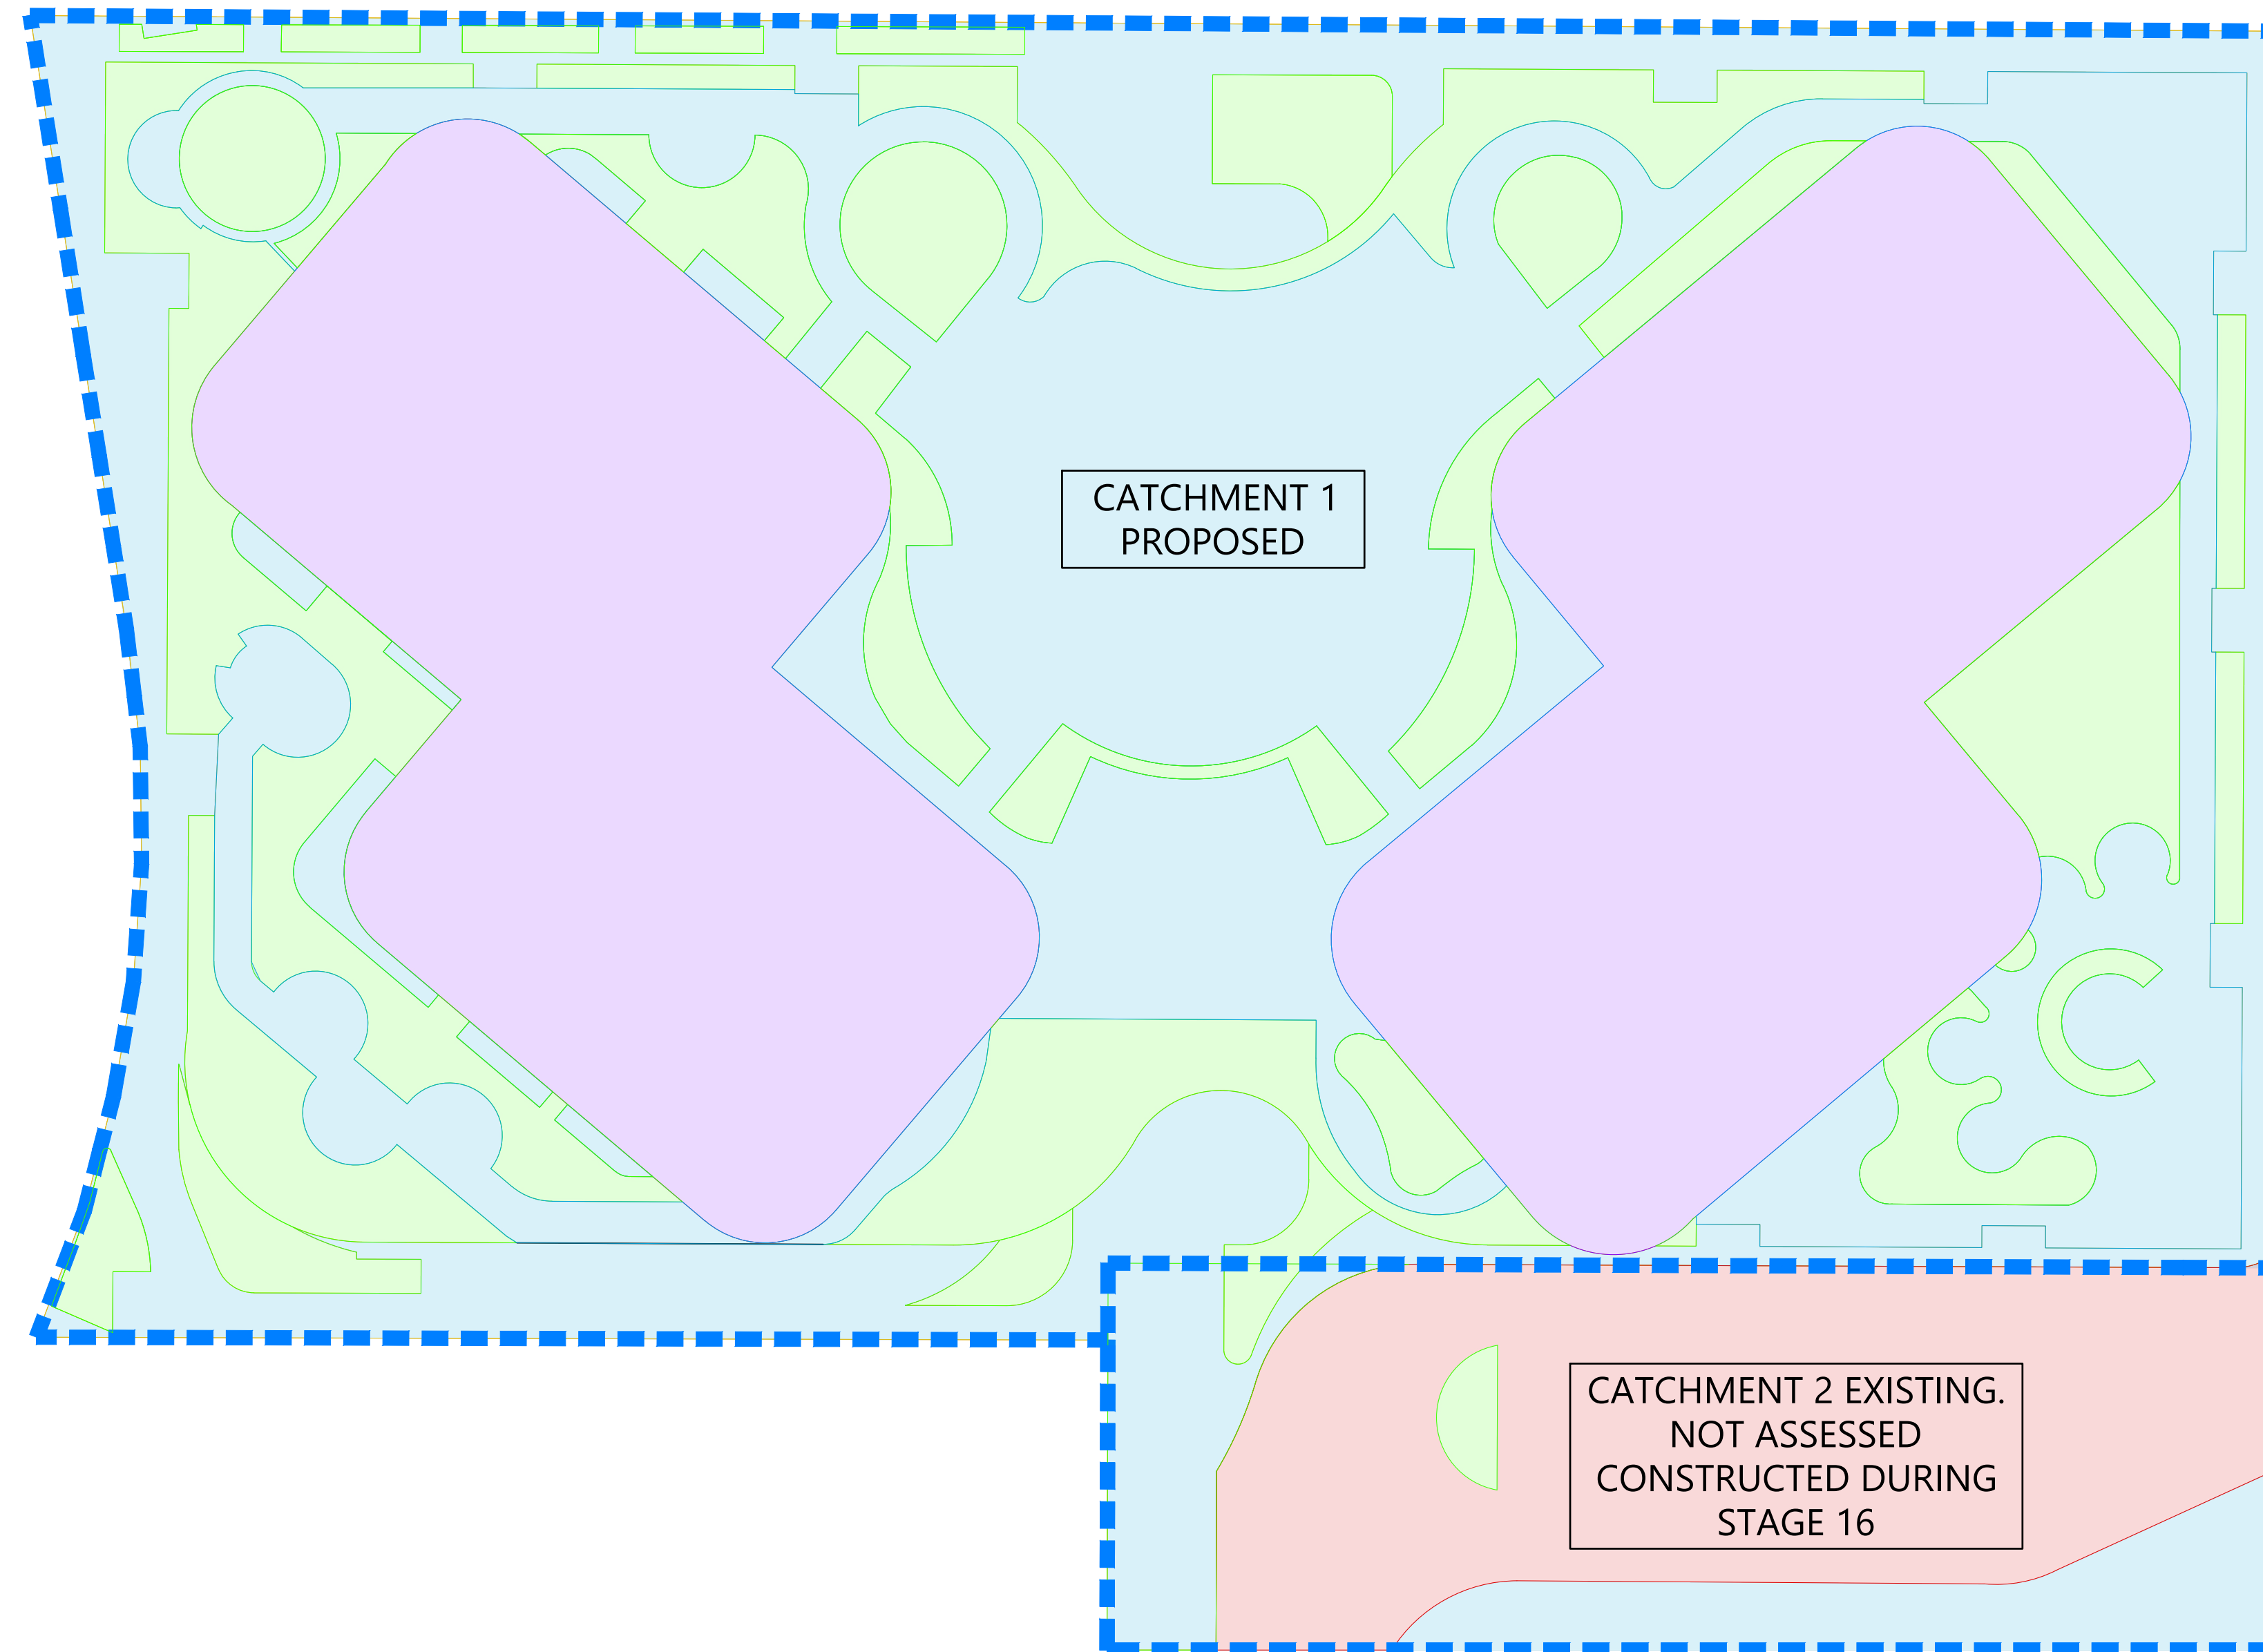 CATCHMENT 1
PROPOSED
CATCHMENT 2 EXISTING.
NOT ASSESSED
CONSTRUCTED DURING
STAGE 16